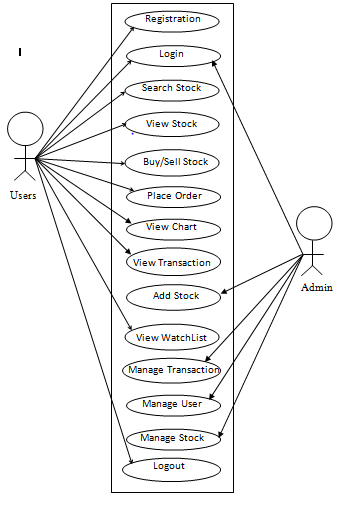 Registration
Login
Search Stock
View Stock
Buy/Sell Stock
Users
Place Order
View Chart
View Transaction
Admin
Add Stock
View WatchList
Manage Transaction
Manage User
Manage Stock
Logout